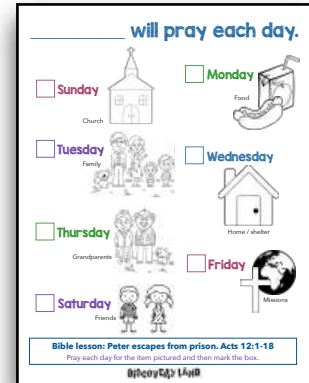 __________ will pray each day.
Sunday
Church
Monday
Food
Tuesday
Family
Wednesday
Home / shelter
Thursday
Grandparents
Friday
Missions
Saturday
Friends
Bible lesson: Peter escapes from prison. Acts 12:1-18
Pray each day for the item pictured and then mark the box.
DISCOVERY LAND